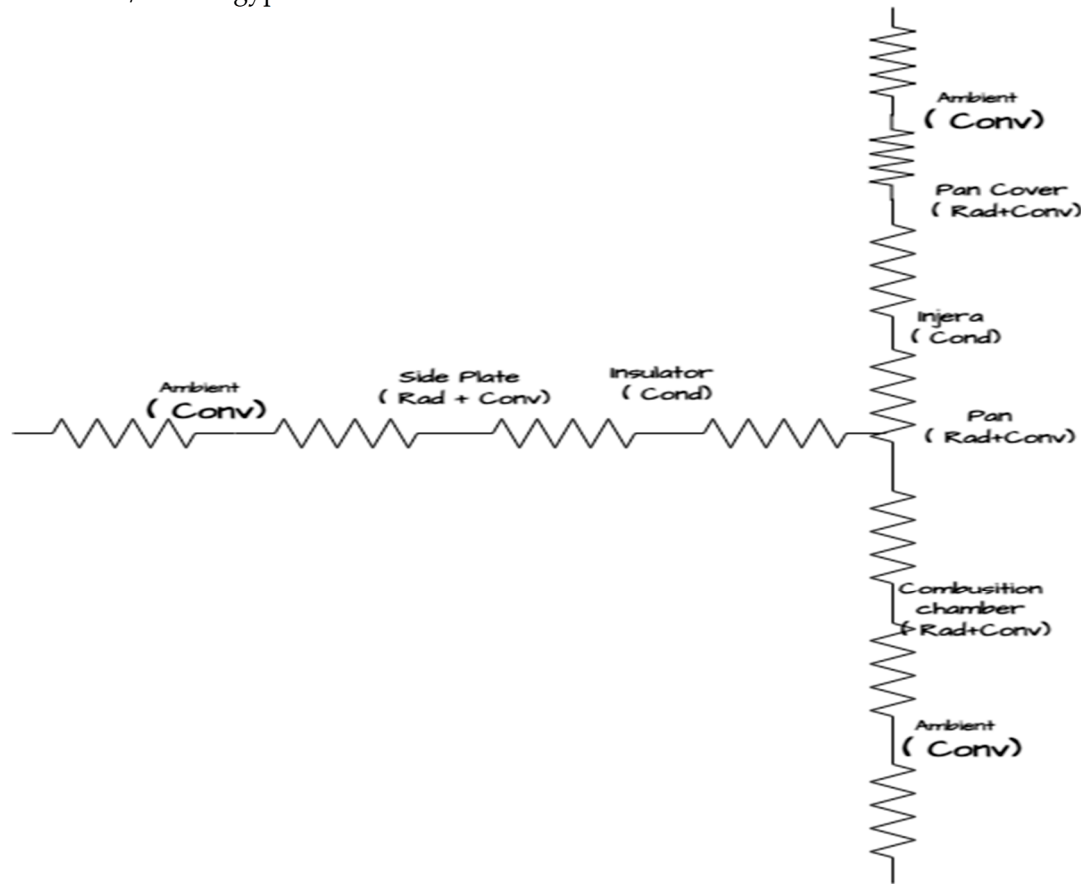 Ambient
( Conv)
Pan Cover
( Rad+Conv)
Injera
( Cond)
Pan
( Rad+Conv)
Side Plate
( Rad + Conv)
Insulator
( Cond)
Ambient
( Conv)
Combusition
chamber
( Rad+Conv)
Ambient
( Conv)